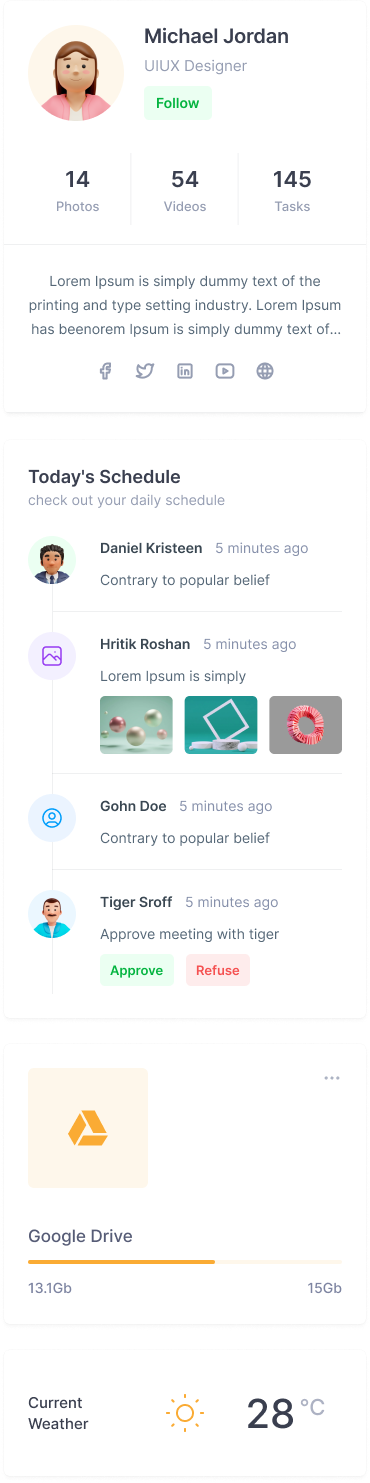 Michael Jordan
UIUX Designer
Follow
14 54 145
Photos Videos Tasks
Lorem Ipsum is simply dummy text of the
printing and type setting industry. Lorem Ipsum
has beenorem Ipsum is simply dummy text of...
Today's Schedule
check out your daily schedule
Daniel Kristeen 5 minutes ago
Contrary to popular belief
Hritik Roshan 5 minutes ago
Lorem Ipsum is simply
Gohn Doe 5 minutes ago
Contrary to popular belief
Tiger Sroff 5 minutes ago
Approve meeting with tiger
Approve Refuse
Google Drive
13.1Gb 15Gb
Current
Weather
28 °C